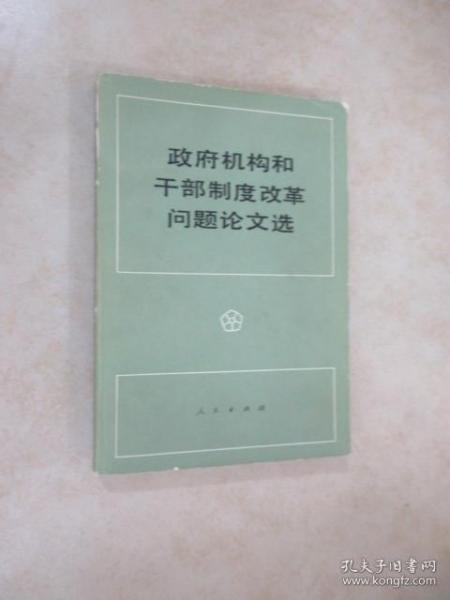 政府机构和
干部制度改革
问题论文选
人民出版社
孔夫子旧书网
www.kongfz.com